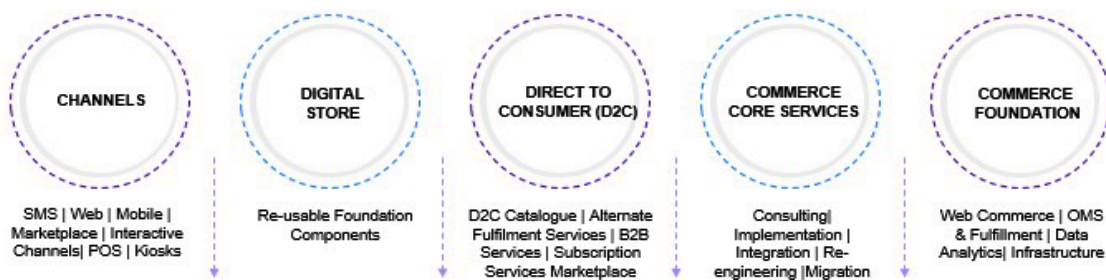 CHANNELS
DIGITAL
STORE
DIRECT TO
CONSUMER (D2C)
COMMERCE
CORE SERVICES
COMMERCE
FOUNDATION
SMS | Web | Mobile |
Marketplace | Interactive
Channels| POS | Kiosks
Re-usable Foundation
Components
D2C Catalogue | Alternate
Fulfilment Services | B2B
Services | Subscription
Services Marketplace
Consulting|
Implementation |
Integration | Re-
engineering |Migration
Web Commerce | OMS
& Fulfillment | Data
Analytics| Infrastructure